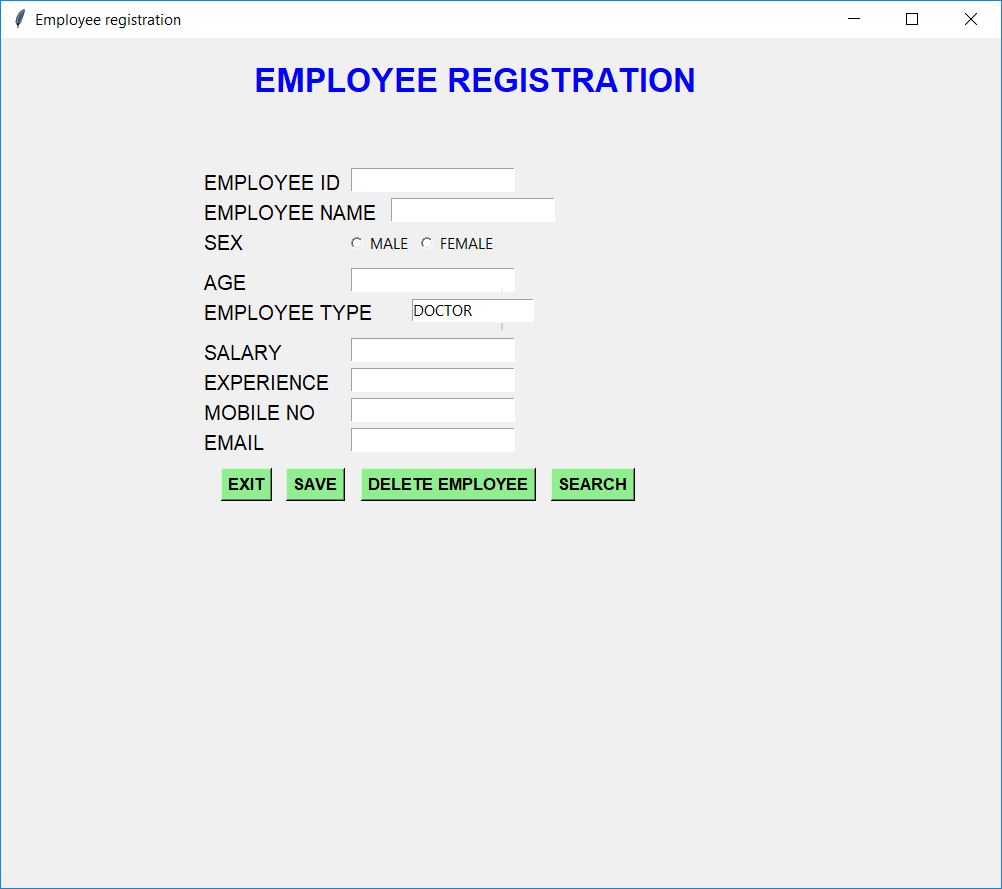 Employee registration
EMPLOYEE REGISTRATION
EMPLOYEE ID
EMPLOYEE NAME
SEX MALE FEMALE
AGE
EMPLOYEE TYPE DOCTOR
SALARY
EXPERIENCE
MOBILE NO
EMAIL
EXIT SAVE DELETE EMPLOYEE SEARCH